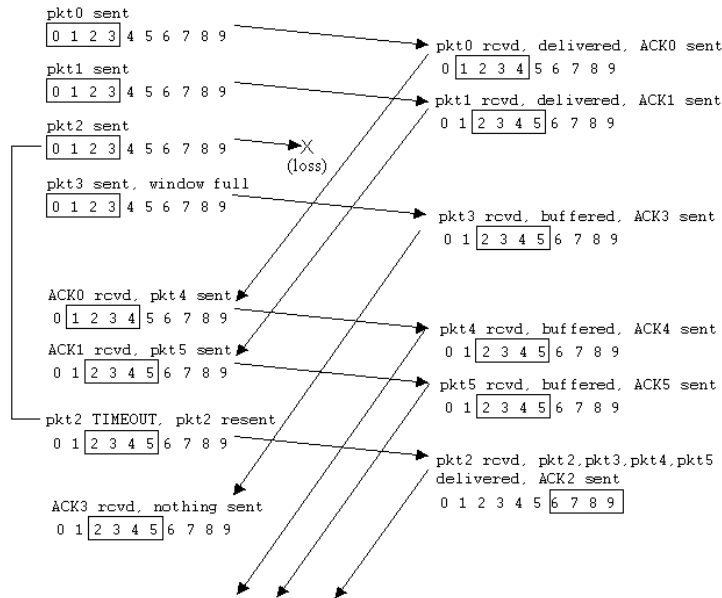 pkt0 sent
0 1 2 3 4 5 6 7 8 9
pkt0 rcvd, delivered, ACK0 sent
0 1 2 3 4 5 6 7 8 9
pkt1 sent
0 1 2 3 4 5 6 7 8 9
pkt1 rcvd, delivered, ACK1 sent
0 1 2 3 4 5 6 7 8 9
pkt2 sent
0 1 2 3 4 5 6 7 8 9
X
(loss)
pkt3 sent, window full
0 1 2 3 4 5 6 7 8 9
pkt3 rcvd, buffered, ACK3 sent
0 1 2 3 4 5 6 7 8 9
ACK0 rcvd, pkt4 sent
0 1 2 3 4 5 6 7 8 9
pkt4 rcvd, buffered, ACK4 sent
0 1 2 3 4 5 6 7 8 9
ACK1 rcvd, pkt5 sent
0 1 2 3 4 5 6 7 8 9
pkt5 rcvd, buffered, ACK5 sent
0 1 2 3 4 5 6 7 8 9
pkt2 TIMEOUT, pkt2 resent
0 1 2 3 4 5 6 7 8 9
pkt2 rcvd, pkt2,pkt3,pkt4,pkt5
delivered, ACK2 sent
0 1 2 3 4 5 6 7 8 9
ACK3 rcvd, nothing sent
0 1 2 3 4 5 6 7 8 9